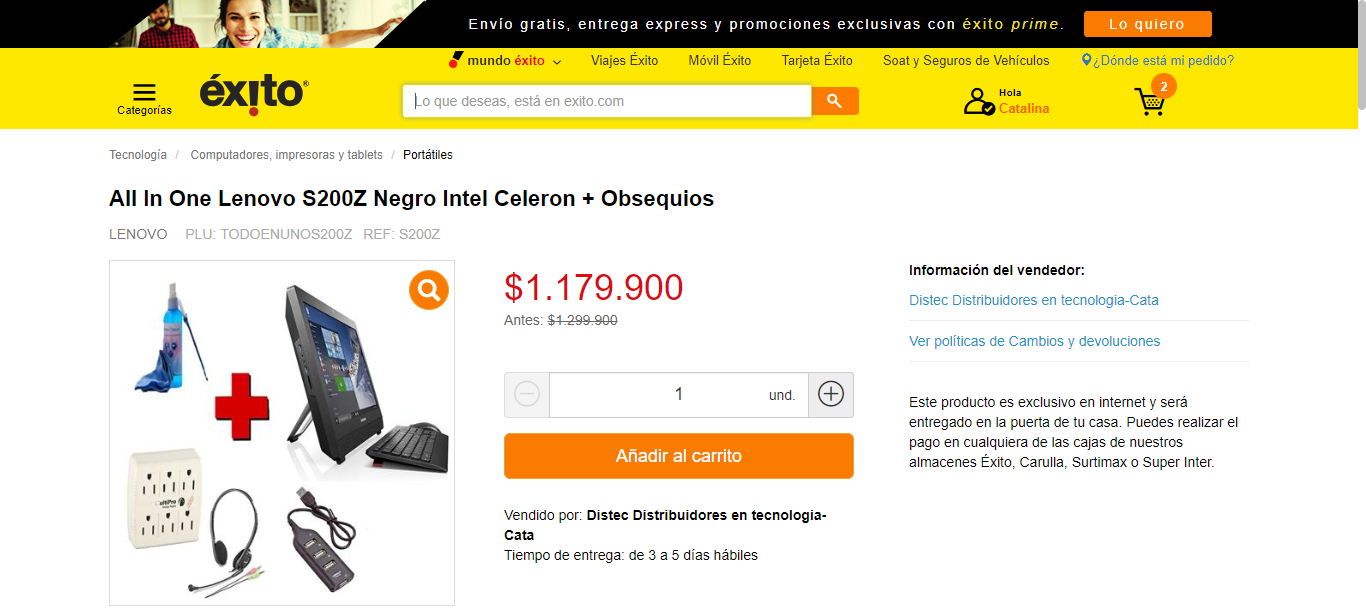 Envío gratis, entrega express y promociones exclusivas con éxito prime.
Lo quiero
mundo éxito
Viajes Éxito
Móvil Éxito
Tarjeta Éxito
Soat y Seguros de Vehículos
¿Dónde está mi pedido?
Categorías
éxito®
Lo que deseas, está en exito.com
Hola
Catalina
2
Tecnología / Computadores, impresoras y tablets / Portátiles
All In One Lenovo S200Z Negro Intel Celeron + Obsequios
LENOVO PLU: TODOENUNOS200Z REF: S200Z
$1.179.900
Antes: $1.299.900
1 und.
Añadir al carrito
Vendido por: Distec Distribuidores en tecnologia-
Cata
Tiempo de entrega: de 3 a 5 días hábiles
Información del vendedor:
Distec Distribuidores en tecnologia-Cata
Ver políticas de Cambios y devoluciones
Este producto es exclusivo en internet y será
entregado en la puerta de tu casa. Puedes realizar el
pago en cualquiera de las cajas de nuestros
almacenes Éxito, Carulla, Surtimax o Super Inter.